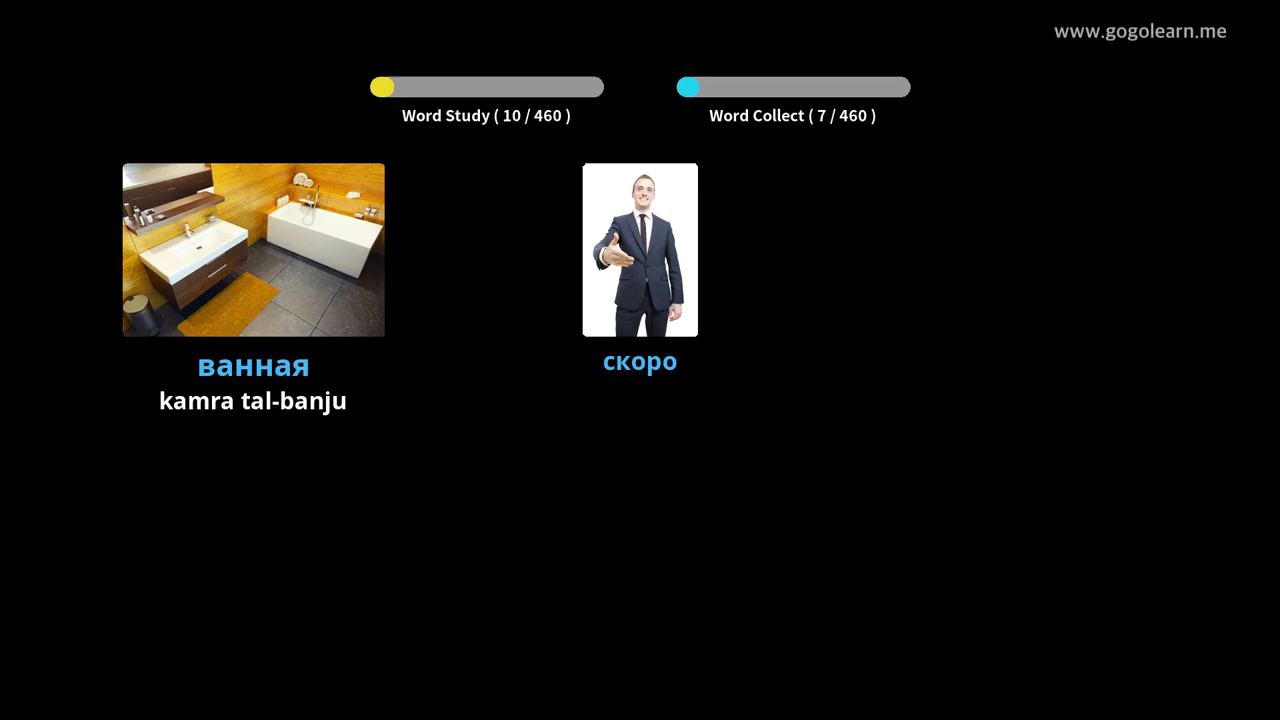 www.gogolearn.me
Word Study ( 10 / 460 )
Word Collect ( 7 / 460 )
ванная
kamra tal-banju
скоро